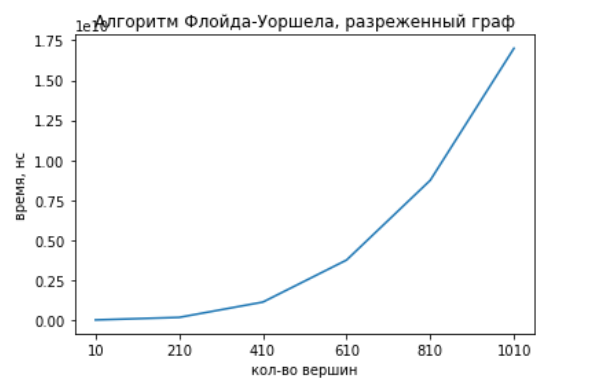 Алгоритм Флойда-Уоршела, разреженный граф
1e10
1.75
1.50
1.25
1.00
0.75
0.50
0.25
0.00
время, нс
10 210 410 610 810 1010
кол-во вершин